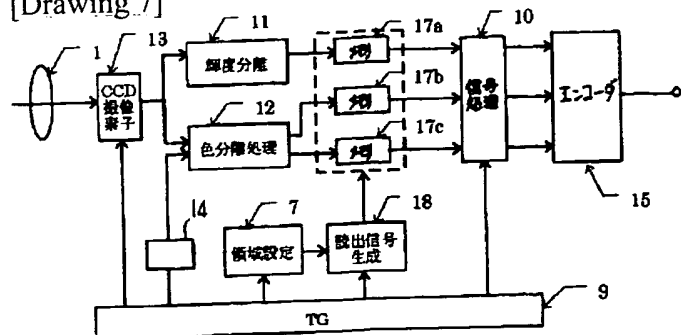 [Drawing 7]
1
13
CCD
撮像
素子
11
輝度分離
12
色分離処理
17a
メモリ
17b
メモリ
17c
メモリ
10
信号
処理
エンコーダ
15
14
7
領域設定
18
読出信号
生成
TG
9